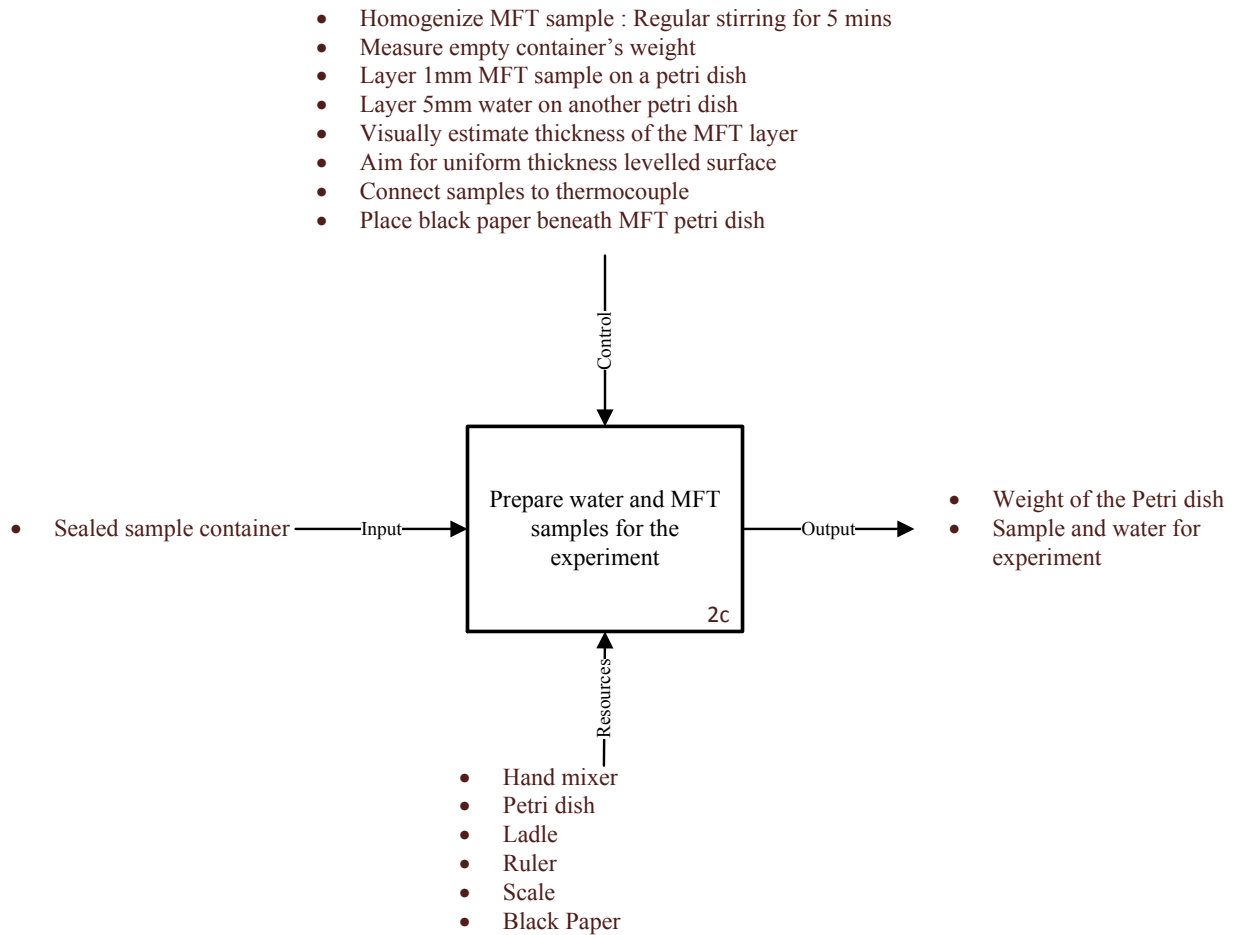 • Homogenize MFT sample : Regular stirring for 5 mins
• Measure empty container’s weight
• Layer 1mm MFT sample on a petri dish
• Layer 5mm water on another petri dish
• Visually estimate thickness of the MFT layer
• Aim for uniform thickness levelled surface
• Connect samples to thermocouple
• Place black paper beneath MFT petri dish
Control
• Sealed sample container
Input
Prepare water and MFT
samples for the
experiment
2c
Output
• Weight of the Petri dish
• Sample and water for
experiment
Resources
• Hand mixer
• Petri dish
• Ladle
• Ruler
• Scale
• Black Paper